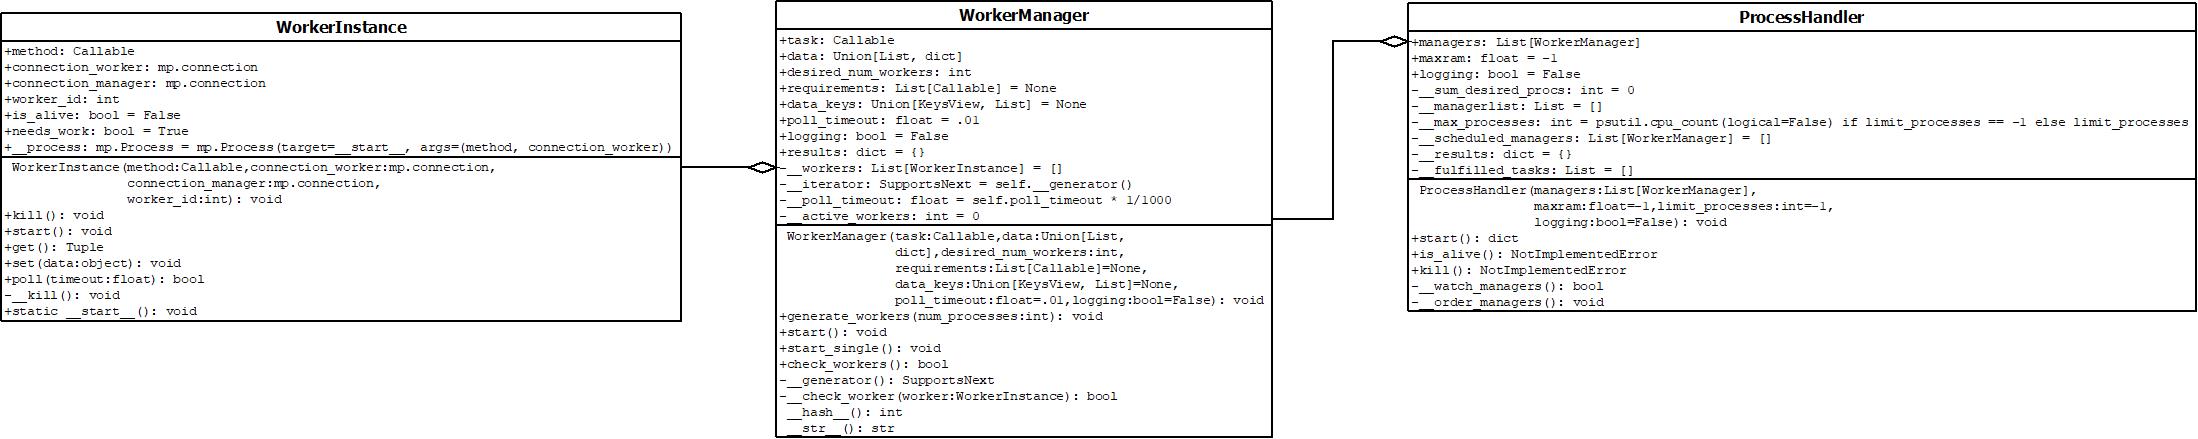 WorkerInstance
+method: Callable
+connection_worker: mp.connection
+connection_manager: mp.connection
+worker_id: int
+is_alive: bool = False
+needs_work: bool = True
+__process: mp.Process = mp.Process(target=__start__, args=(method, connection_worker))
WorkerInstance(method:Callable,connection_worker:mp.connection,
connection_manager:mp.connection,
worker_id:int): void
+kill(): void
+start(): void
+get(): Tuple
+set(data:object): void
+poll(timeout:float): bool
-__kill(): void
+static __start__(): void
WorkerManager
+task: Callable
+data: Union[List, dict]
+desired_num_workers: int
+requirements: List[Callable] = None
+data_keys: Union[KeysView, List] = None
+poll_timeout: float = .01
+logging: bool = False
+results: dict = {}
-__workers: List[WorkerInstance] = []
-__iterator: SupportsNext = self.__generator()
-__poll_timeout: float = self.poll_timeout * 1/1000
-__active_workers: int = 0
WorkerManager(task:Callable,data:Union[List,
dict],desired_num_workers:int,
requirements:List[Callable]=None,
data_keys:Union[KeysView, List]=None,
poll_timeout:float=.01,logging:bool=False): void
+generate_workers(num_processes:int): void
+start(): void
+start_single(): void
+check_workers(): bool
-__generator(): SupportsNext
-__check_worker(worker:WorkerInstance): bool
__hash__(): int
__str__(): str
ProcessHandler
+managers: List[WorkerManager]
+maxram: float = -1
+logging: bool = False
-__sum_desired_procs: int = 0
-__managerlist: List = []
-__max_processes: int = psutil.cpu_count(logical=False) if limit_processes == -1 else limit_processes
-__scheduled_managers: List[WorkerManager] = []
-__results: dict = {}
-__fulfilled_tasks: List = []
ProcessHandler(managers:List[WorkerManager],
maxram:float=-1,limit_processes:int=-1,
logging:bool=False): void
+start(): dict
+is_alive(): NotImplementedError
+kill(): NotImplementedError
-__watch_managers(): bool
-__order_managers(): void